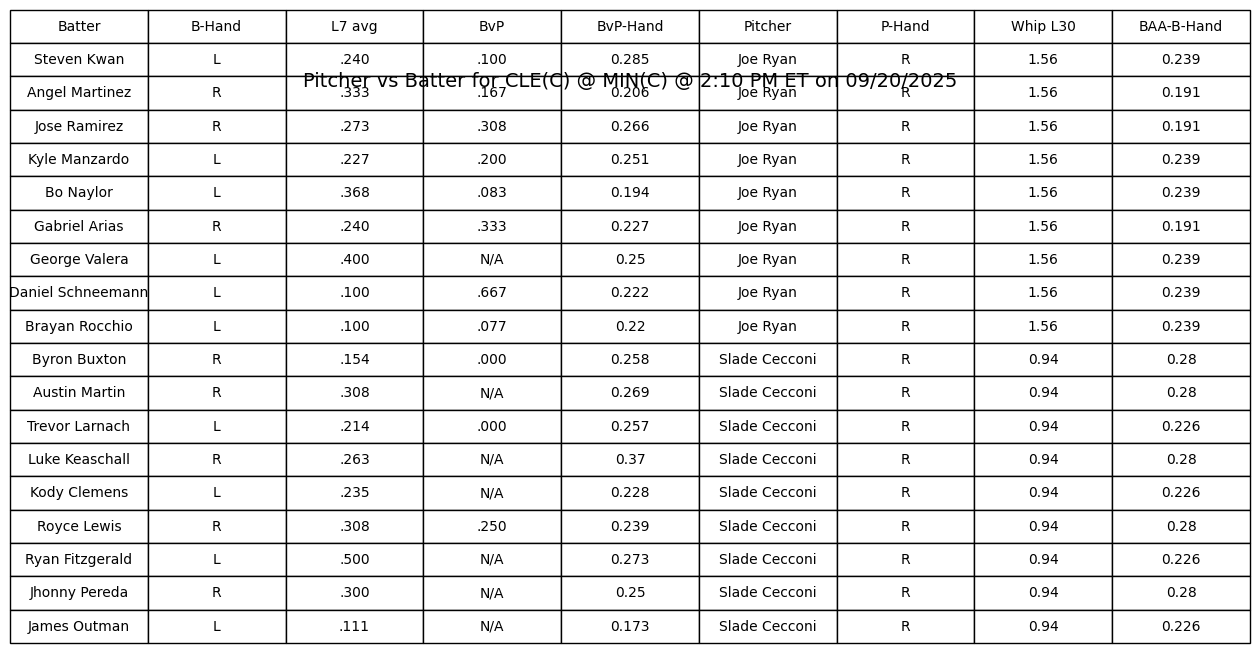 Batter B-Hand L7 avg BvP BvP-Hand Pitcher P-Hand Whip L30 BAA-B-Hand
Steven Kwan L .240 .100 0.285 Joe Ryan R 1.56 0.239
Pitcher vs Batter for CLE(C) @ MIN(C) @ 2:10 PM ET on 09/20/2025
Angel Martinez R .333 .167 0.206 Joe Ryan R 1.56 0.191
Jose Ramirez R .273 .308 0.266 Joe Ryan R 1.56 0.191
Kyle Manzardo L .227 .200 0.251 Joe Ryan R 1.56 0.239
Bo Naylor L .368 .083 0.194 Joe Ryan R 1.56 0.239
Gabriel Arias R .240 .333 0.227 Joe Ryan R 1.56 0.191
George Valera L .400 N/A 0.25 Joe Ryan R 1.56 0.239
Daniel Schneemann L .100 .667 0.222 Joe Ryan R 1.56 0.239
Brayan Rocchio L .100 .077 0.22 Joe Ryan R 1.56 0.239
Byron Buxton R .154 .000 0.258 Slade Cecconi R 0.94 0.28
Austin Martin R .308 N/A 0.269 Slade Cecconi R 0.94 0.28
Trevor Larnach L .214 .000 0.257 Slade Cecconi R 0.94 0.226
Luke Keaschall R .263 N/A 0.37 Slade Cecconi R 0.94 0.28
Kody Clemens L .235 N/A 0.228 Slade Cecconi R 0.94 0.226
Royce Lewis R .308 .250 0.239 Slade Cecconi R 0.94 0.28
Ryan Fitzgerald L .500 N/A 0.273 Slade Cecconi R 0.94 0.226
Jhonny Pereda R .300 N/A 0.25 Slade Cecconi R 0.94 0.28
James Outman L .111 N/A 0.173 Slade Cecconi R 0.94 0.226